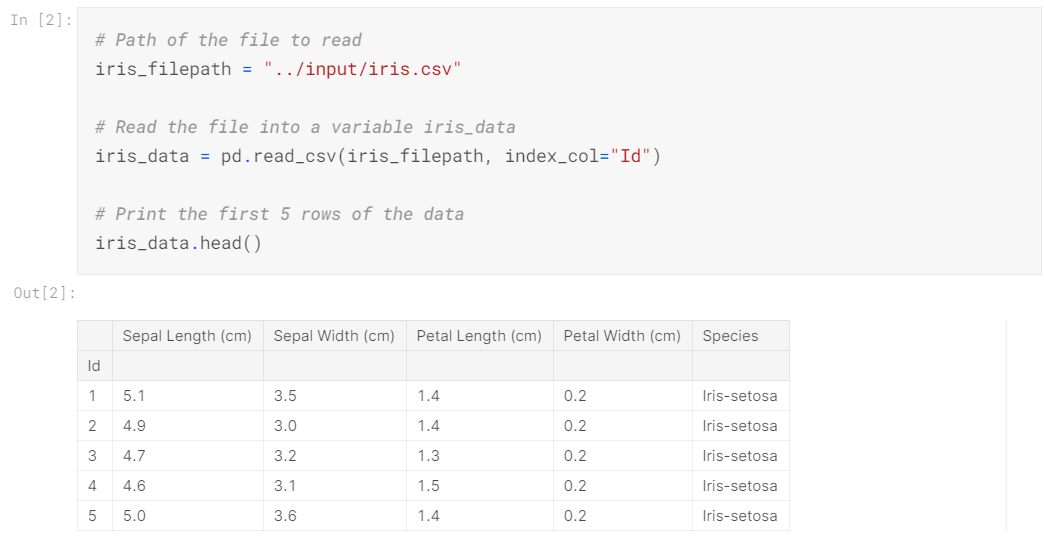 In [2]:
# Path of the file to read
iris_filepath = "../input/iris.csv"
# Read the file into a variable iris_data
iris_data = pd.read_csv(iris_filepath, index_col="Id")
# Print the first 5 rows of the data
iris_data.head()
Out[2]:
Sepal Length (cm) Sepal Width (cm) Petal Length (cm) Petal Width (cm) Species
Id
1 5.1 3.5 1.4 0.2 Iris-setosa
2 4.9 3.0 1.4 0.2 Iris-setosa
3 4.7 3.2 1.3 0.2 Iris-setosa
4 4.6 3.1 1.5 0.2 Iris-setosa
5 5.0 3.6 1.4 0.2 Iris-setosa